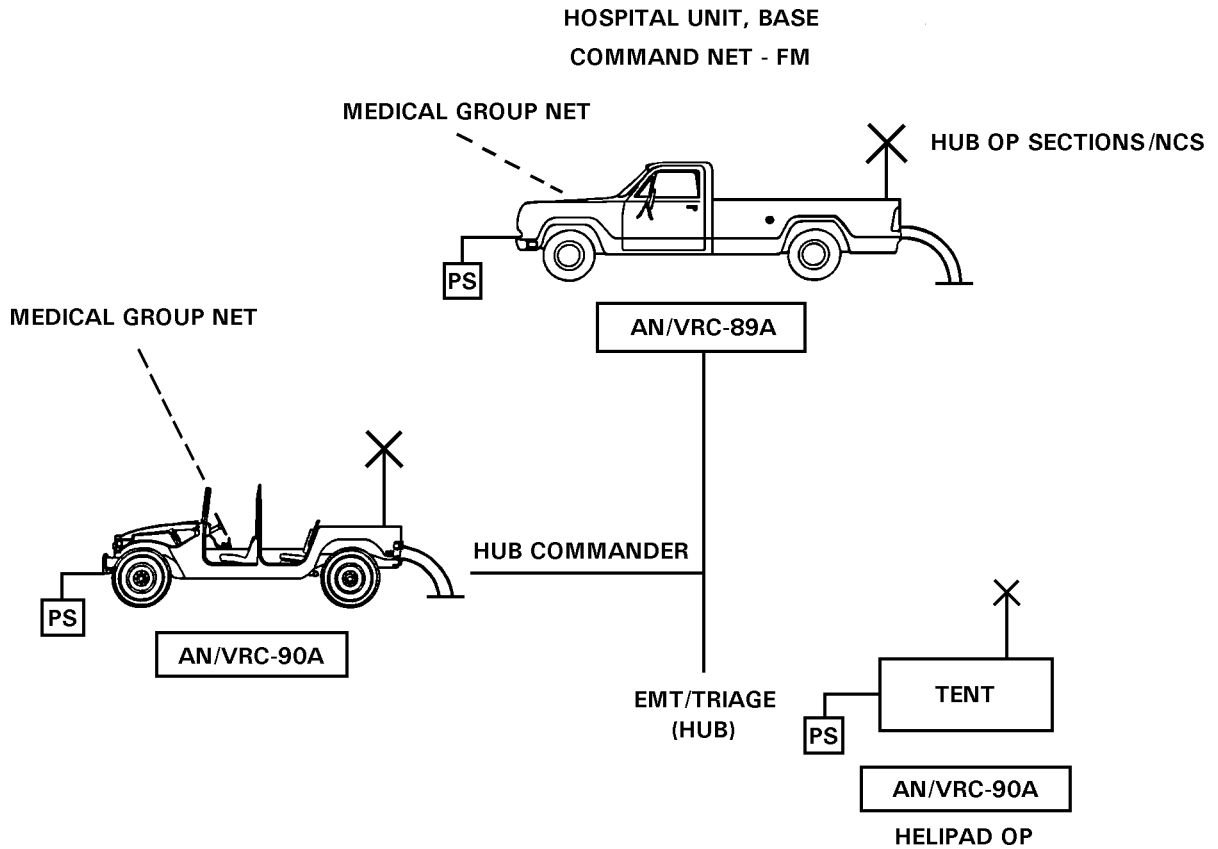 HOSPITAL UNIT, BASE
COMMAND NET - FM
MEDICAL GROUP NET
HUB OP SECTIONS/NCS
PS
AN/VRC-89A
MEDICAL GROUP NET
HUB COMMANDER
PS
AN/VRC-90A
EMT/TRIAGE
(HUB)
TENT
PS
AN/VRC-90A
HELIPAD OP